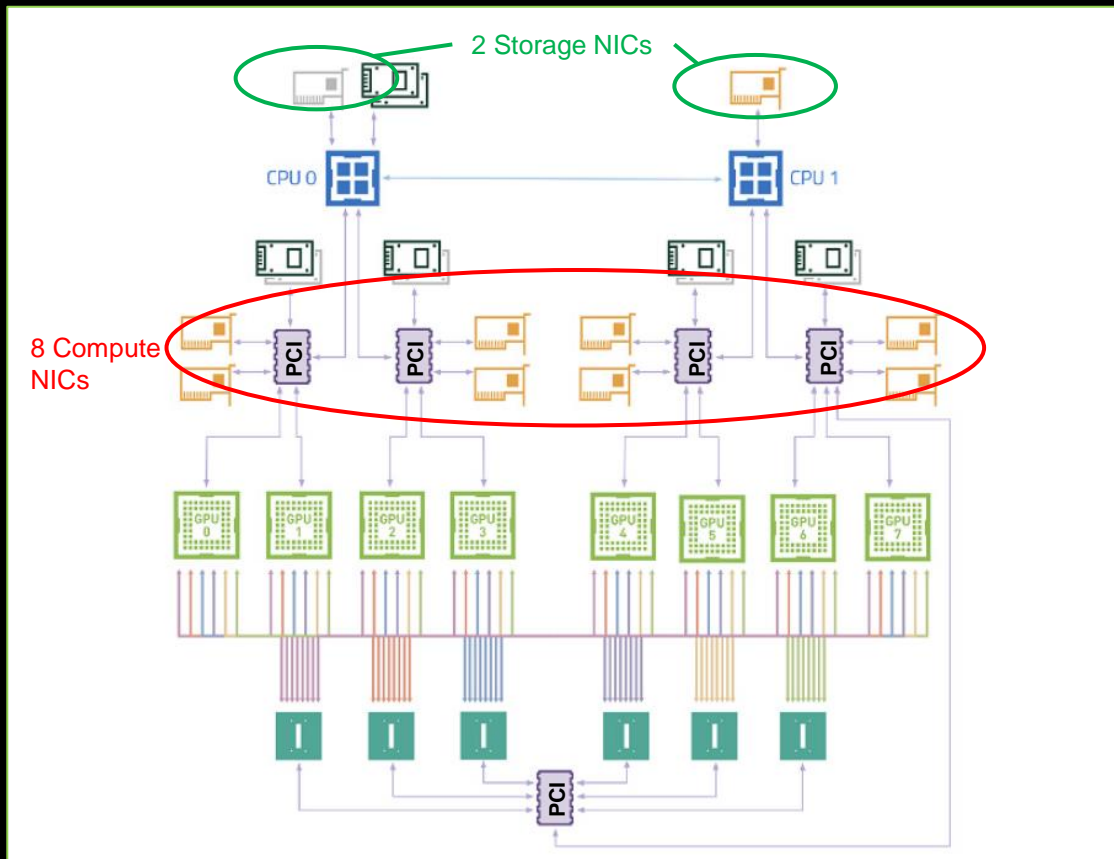 2 Storage NICs
CPU 0
CPU 1
8 Compute
NICs
PCI
PCI
PCI
PCI
GPU
0
GPU
1
GPU
2
GPU
3
GPU
4
GPU
5
GPU
6
GPU
7
PCI